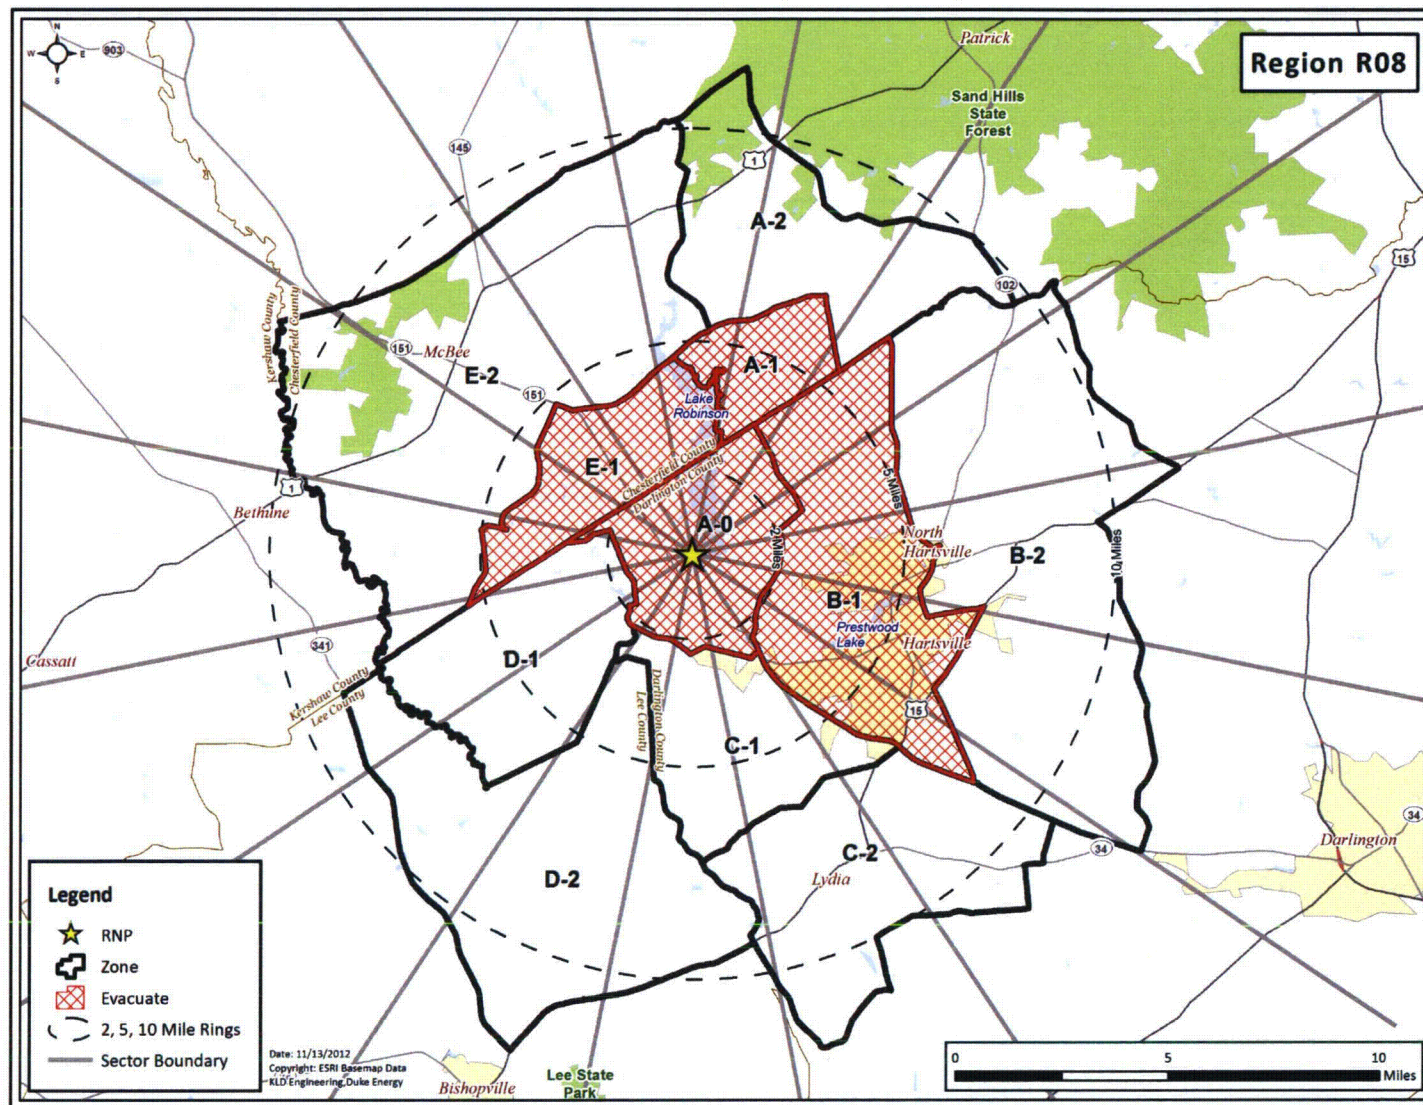 N
W E
S
903
Patrick
Region R08
Sand Hills
State
Forest
145
1
A-2
15
102
Kershaw County
Chesterfield County
151
McBee
E-2
151
A-1
Lake
Robinson
E-1
Chesterfield County
Darlington County
5 Miles
1
Bethune
A-0
2 Miles
North
Hartsville
B-2
10 Miles
B-1
Prestwood
Lake
Hartsville
341
Cassatt
D-1
Kershaw County
Lee County
Darlington County
Lee County
15
C-1
34
Darlington
34
C-2
D-2
Lydia
Legend
RNP
Zone
Evacuate
2, 5, 10 Mile Rings
Sector Boundary
Date: 11/13/2012
Copyright: ESRI Basemap Data
KLD Engineering, Duke Energy
Bishopville
Lee State
Park
0 5 10
Miles